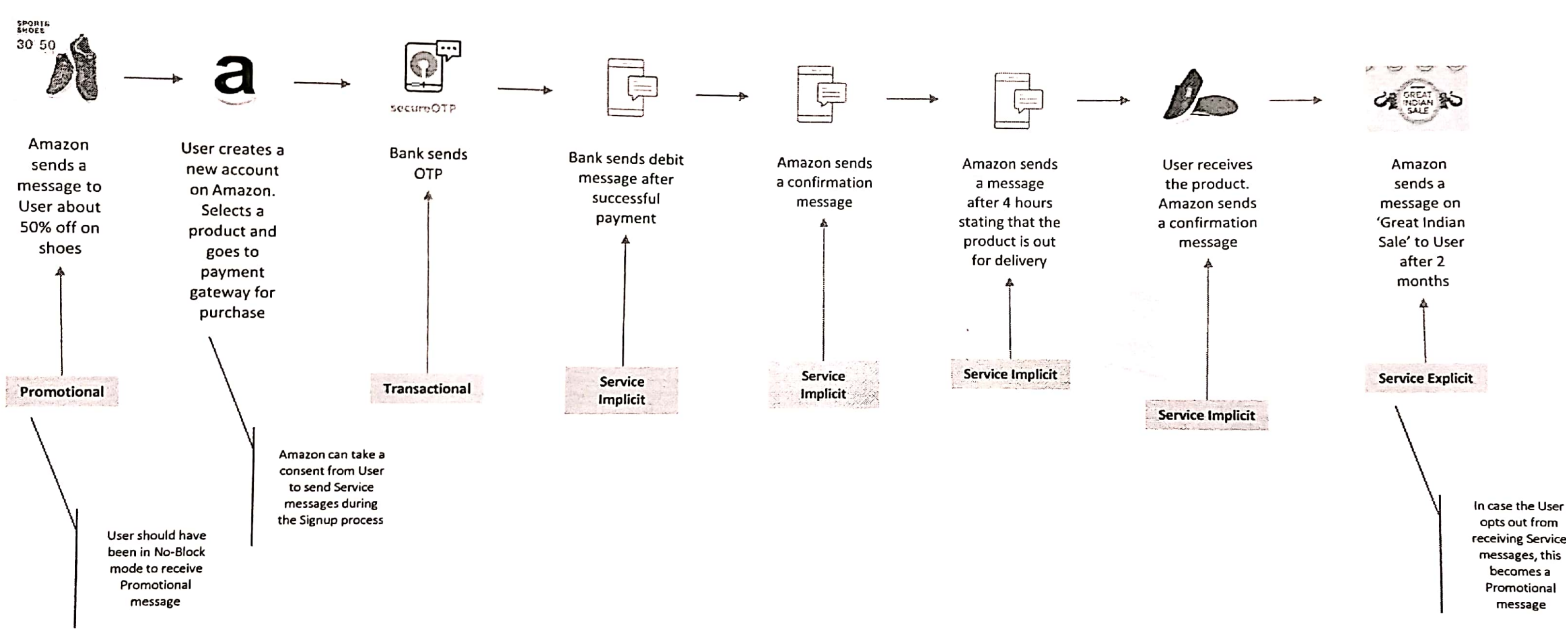 SPORTS
SHOES
30 50
Amazon
sends a
message to
User about
50% off on
shoes
a
User creates a
new account
on Amazon.
Selects a
product and
goes to
payment
gateway for
purchase
secureOTP
Bank sends
OTP
Bank sends debit
message after
successful
payment
Amazon sends
a confirmation
message
Amazon sends
a message
after 4 hours
stating that the
product is out
for delivery
User receives
the product.
Amazon sends
a confirmation
message
GREAT
INDIAN
SALE
Amazon
sends a
message on
‘Great Indian
Sale’ to User
after 2
months
Promotional
Transactional
Service
Implicit
Service
Implicit
Service Implicit
Service Implicit
Service Explicit
User should have
been in No-Block
mode to receive
Promotional
message
Amazon can take a
consent from User
to send Service
messages during
the Signup process
In case the User
opts out from
receiving Service
messages, this
becomes a
Promotional
message